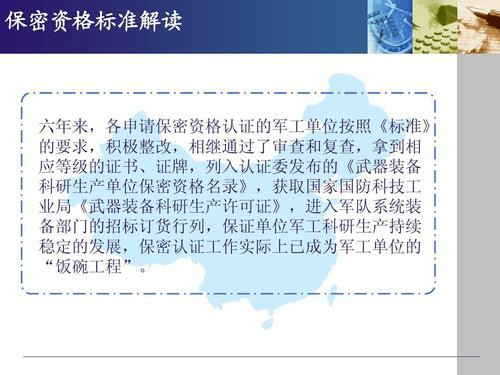 保密资格标准解读
六年来，各申请保密资格认证的军工单位按照《标准》
的要求，积极整改，相继通过了审查和复查，拿到相
应等级的证书、证牌，列入认证委发布的《武器装备
科研生产单位保密资格名录》，获取国家国防科技工
业局《武器装备科研生产许可证》，进入军队系统装
备部门的招标订货行列，保证单位军工科研生产持续
稳定的发展，保密认证工作实际上已成为军工单位的
“饭碗工程”。